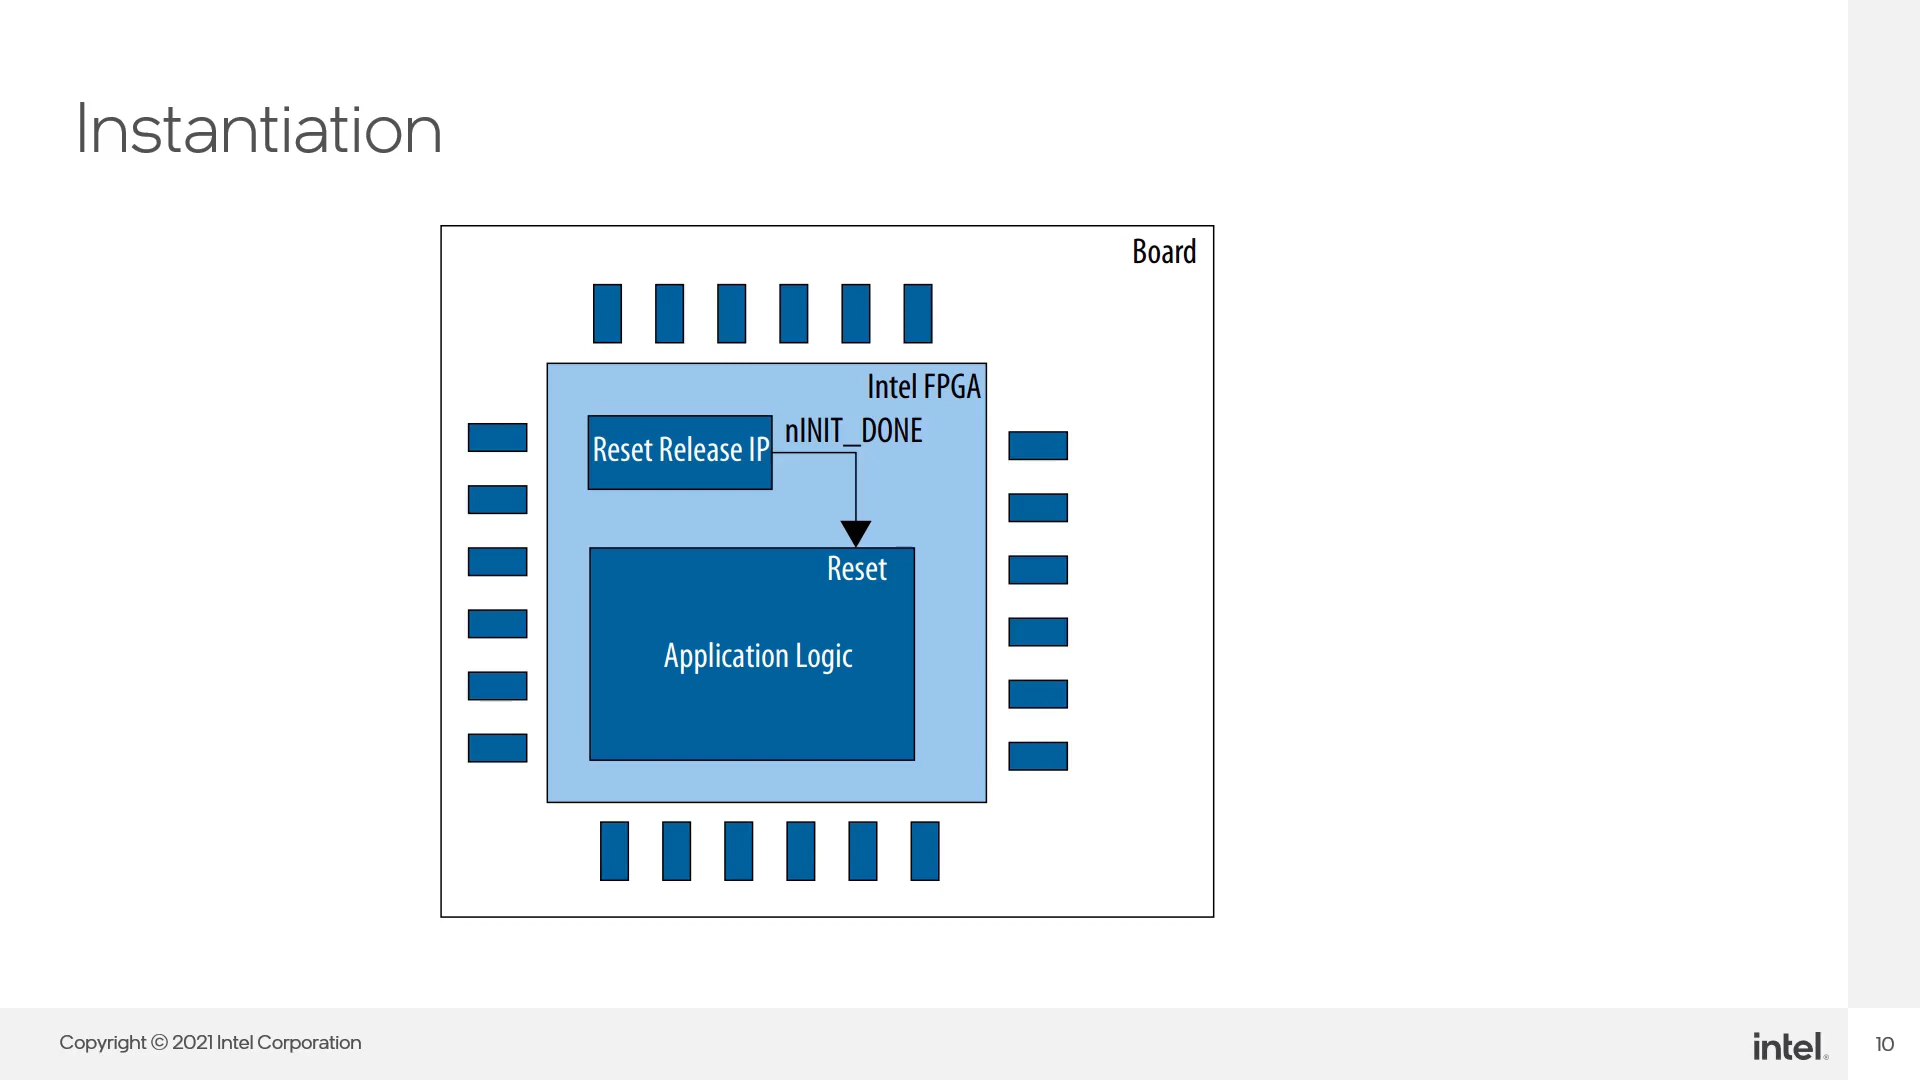 Instantiation
Board
Intel FPGA
nINIT_DONE
Reset Release IP
Reset
Application Logic
Copyright © 2021 Intel Corporation
intel®
10